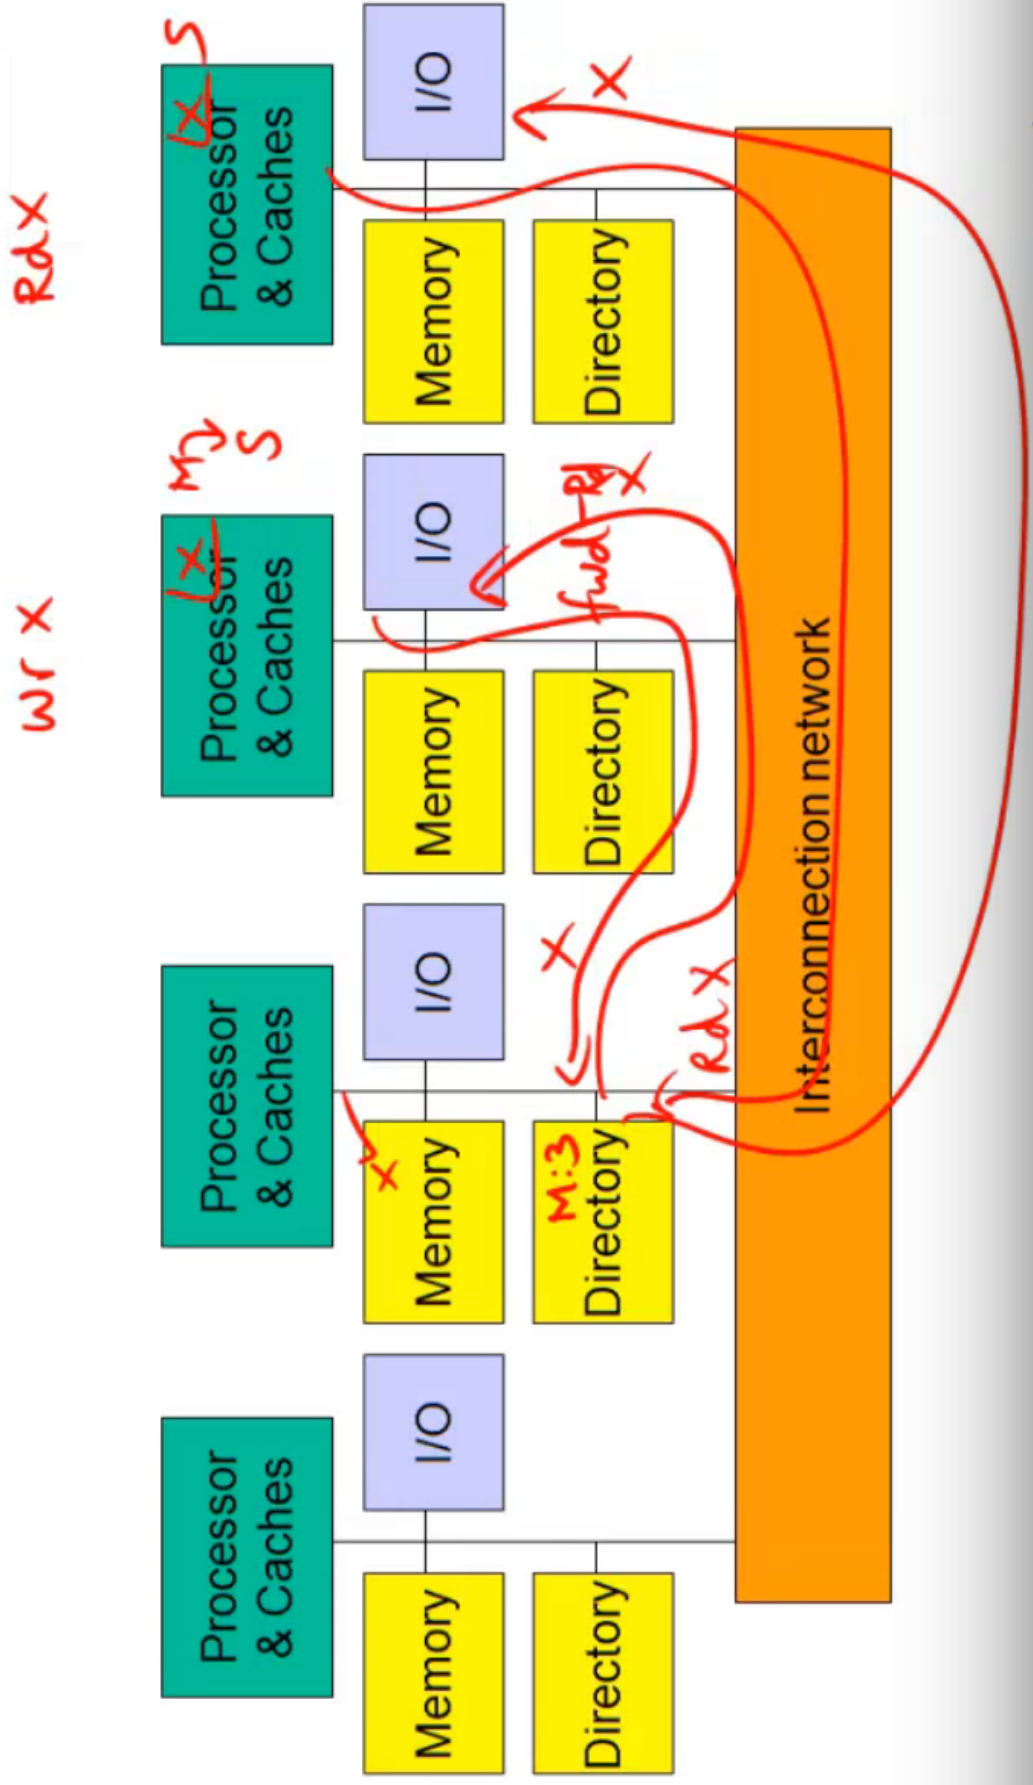 Wr X
Rd X
M
S
S
X
X
Processor
& Caches
Processor
& Caches
Processor
& Caches
Processor
& Caches
Memory
I/O
X
Memory
I/O
Memory
I/O
Memory
I/O
Directory
M:3
Directory
X
Directory
fwd-Rd
X
Directory
X
Rd X
Interconnection network